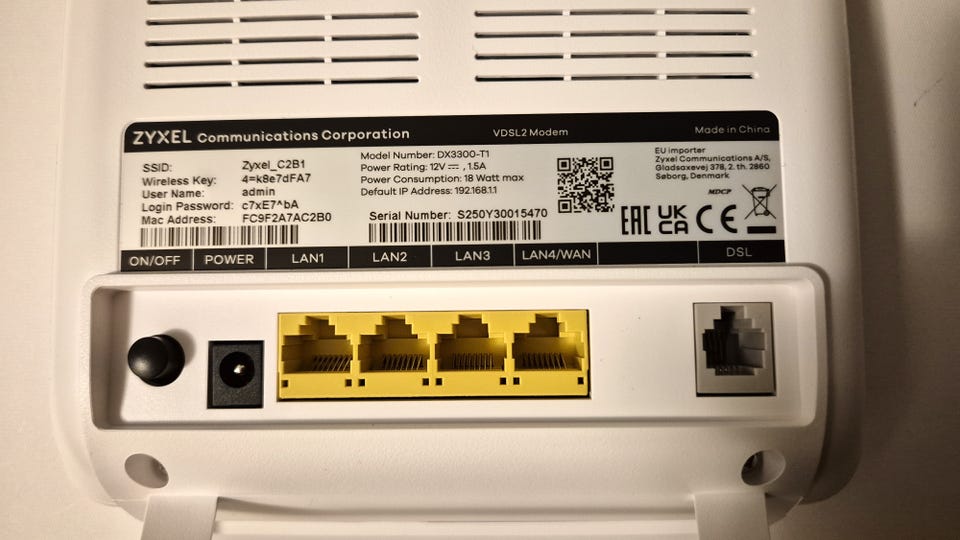 ZYXEL Communications Corporation VDSL2 Modem Made in China
SSID: Zyxel_C2B1
Wireless Key: 4=k8e7dFA7
User Name: admin
Login Password: c7xE7^bA
Mac Address: FC9F2A7AC2B0
Model Number: DX3300-T1
Power Rating: 12V ⎓ , 1.5A
Power Consumption: 18 Watt max
Default IP Address: 192.168.1.1
Serial Number: S250Y30015470
EU importer
Zyxel Communications A/S,
Gladsaxevej 378, 2. th. 2860
Søborg, Denmark
MDCP
EAC UK CA CE
ON/OFF POWER LAN1 LAN2 LAN3 LAN4/WAN DSL